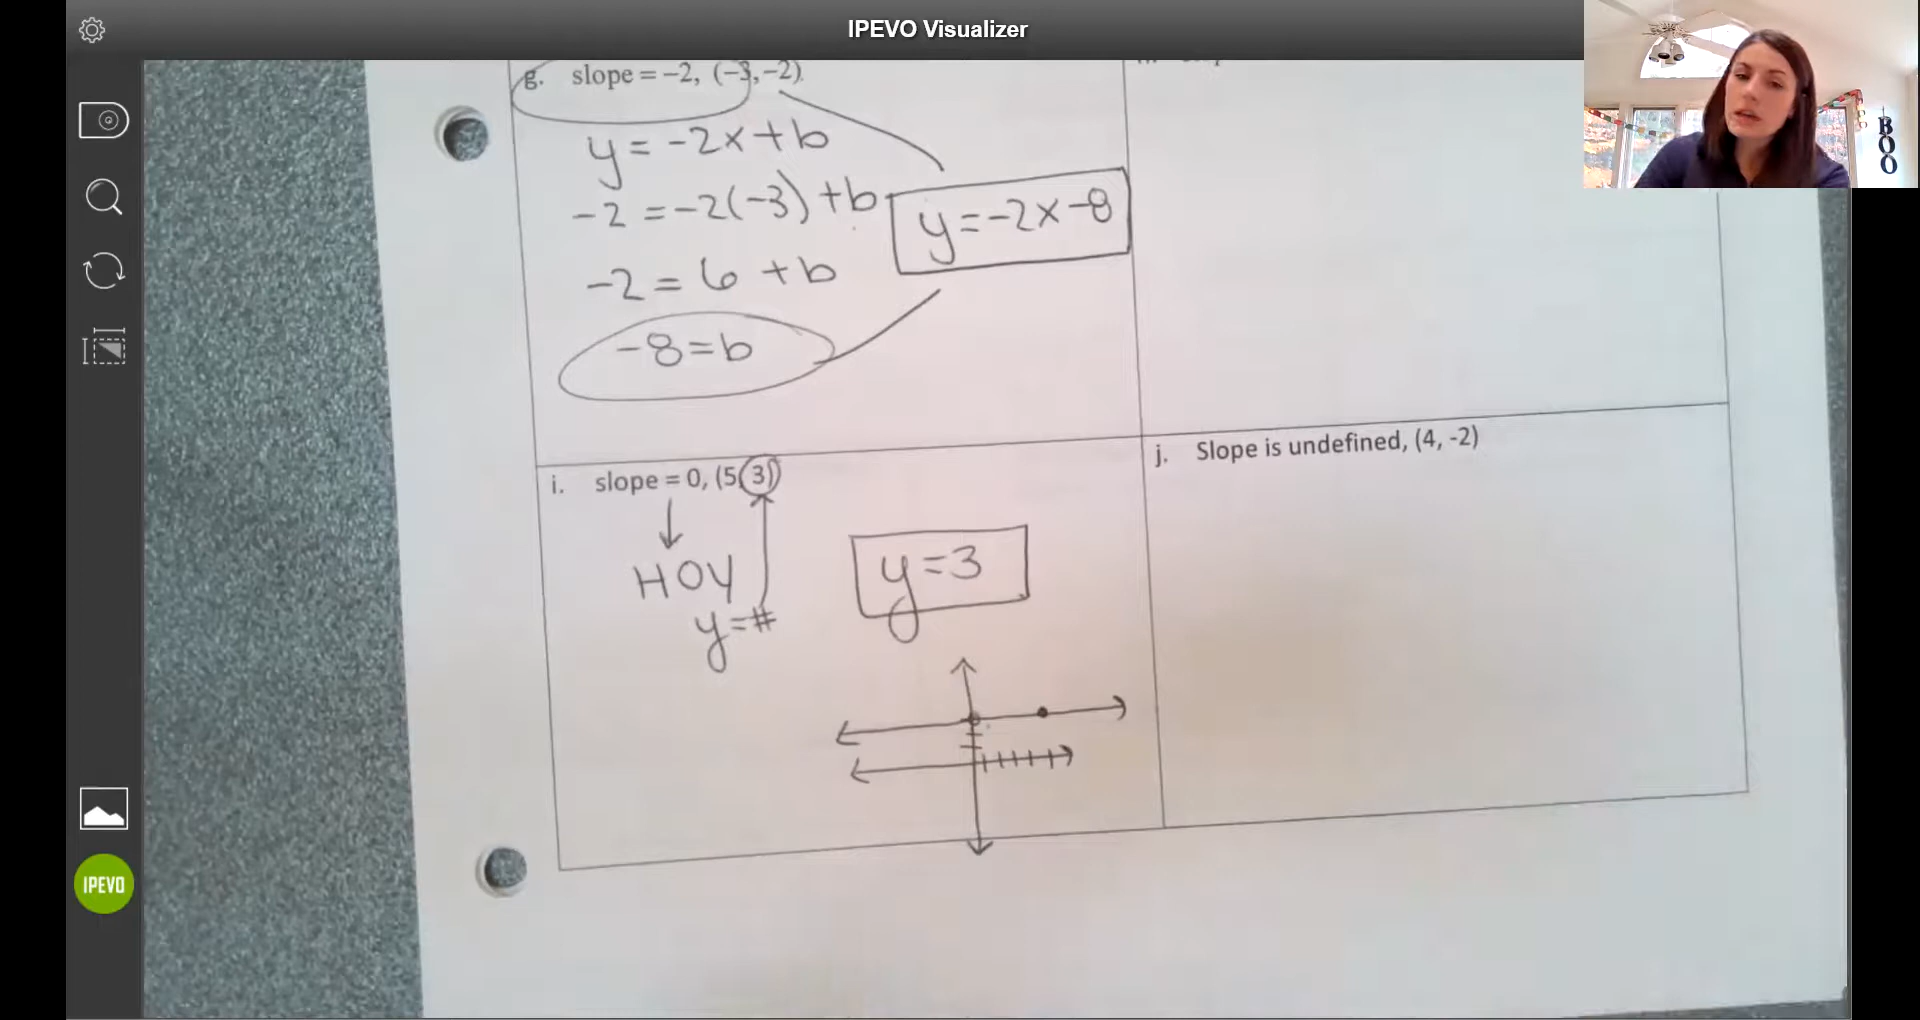 IPEVO Visualizer
BOO
g. slope = -2, (-3,-2)
y = -2x + b
-2 = -2(-3) + b
y = -2x - 8
-2 = 6 + b
-8 = b
i. slope = 0, (5,3)
HOY
y = #
y = 3
j. Slope is undefined, (4, -2)
IPEVO